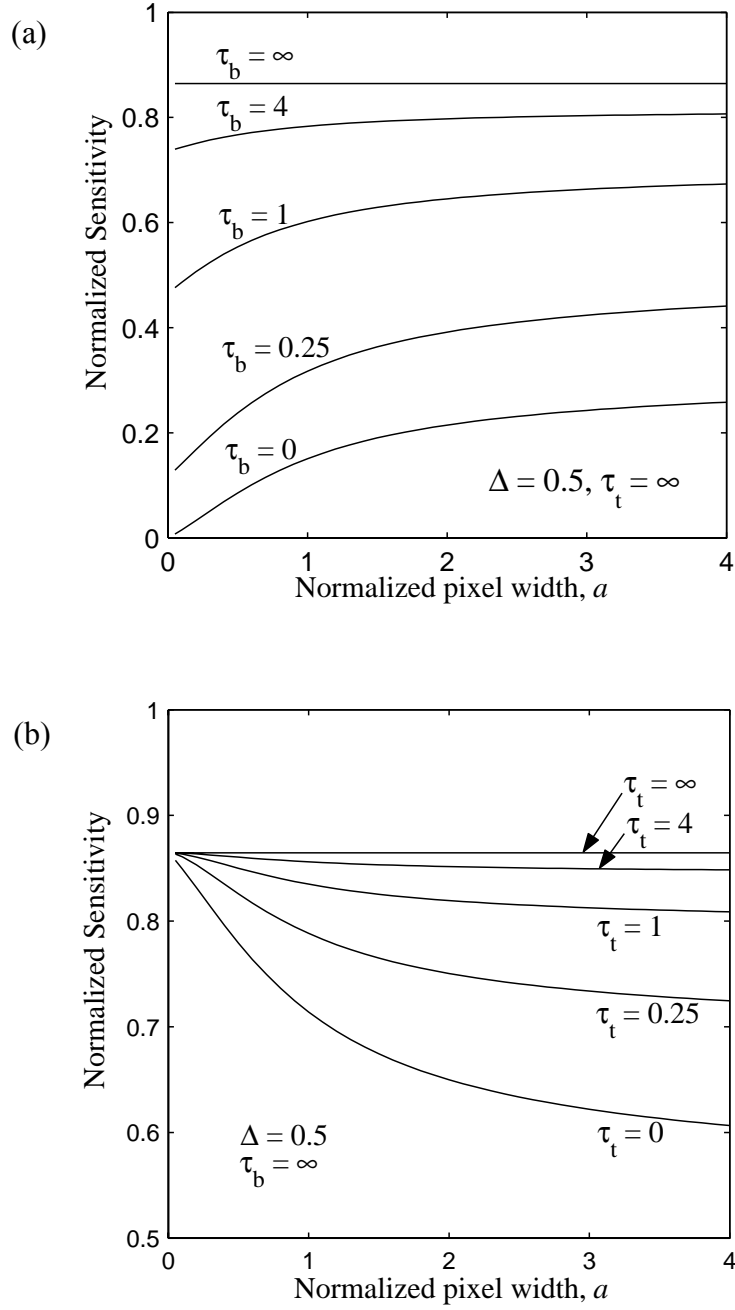 (a)
1
0.8
0.6
0.4
0.2
0
Normalized Sensitivity
τb = ∞
τb = 4
τb = 1
τb = 0.25
τb = 0
Δ = 0.5, τt = ∞
0 1 2 3 4
Normalized pixel width, a
(b)
1
0.9
0.8
0.7
0.6
0.5
Normalized Sensitivity
τt = ∞
τt = 4
τt = 1
τt = 0.25
τt = 0
Δ = 0.5
τb = ∞
0 1 2 3 4
Normalized pixel width, a